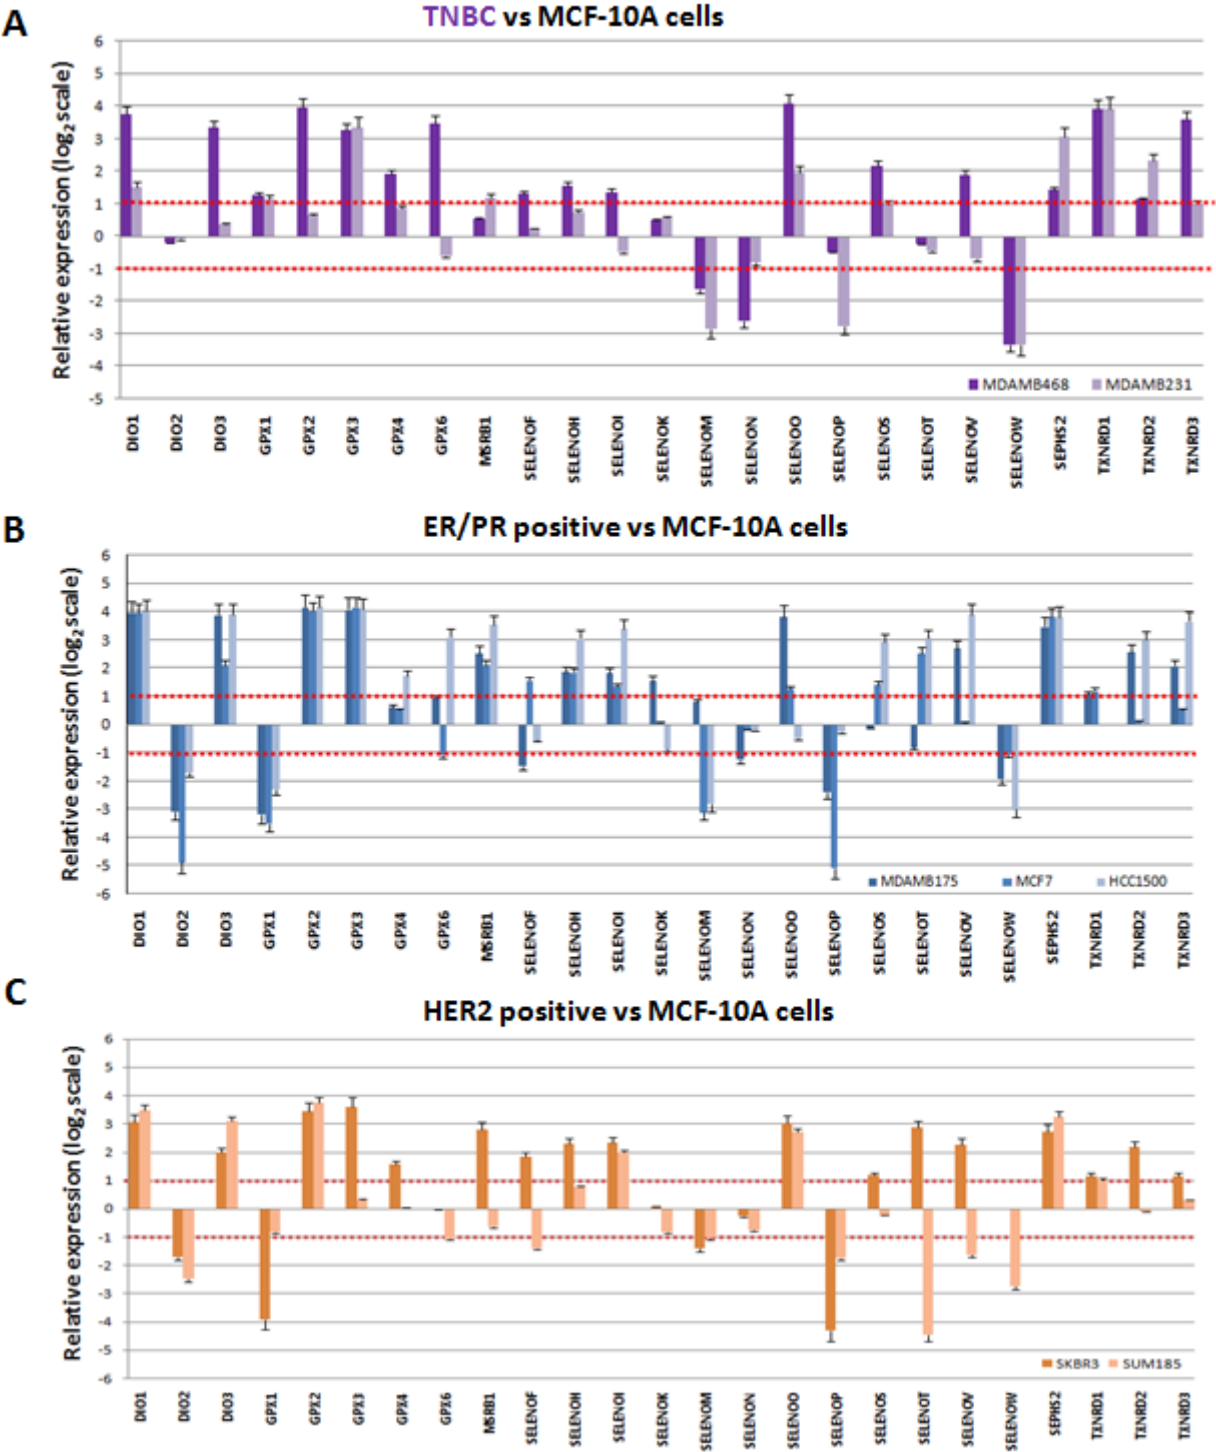 A
TNBC vs MCF-10A cells
Relative expression (log2 scale)
6
5
4
3
2
1
0
-1
-2
-3
-4
-5
MDAMB468 MDAMB231
DIO1 DIO2 DIO3 GPX1 GPX2 GPX3 GPX4 GPX6 MSRB1 SELENOF SELENOH SELENOI SELENOK SELENOM SELENON SELENOO SELENOP SELENOS SELENOT SELENOV SELENOW SEPHS2 TXNRD1 TXNRD2 TXNRD3
B
ER/PR positive vs MCF-10A cells
Relative expression (log2 scale)
6
5
4
3
2
1
0
-1
-2
-3
-4
-5
-6
MDAMB175 MCF7 HCC1500
DIO1 DIO2 DIO3 GPX1 GPX2 GPX3 GPX4 GPX6 MSRB1 SELENOF SELENOH SELENOI SELENOK SELENOM SELENON SELENOO SELENOP SELENOS SELENOT SELENOV SELENOW SEPHS2 TXNRD1 TXNRD2 TXNRD3
C
HER2 positive vs MCF-10A cells
Relative expression (log2 scale)
6
5
4
3
2
1
0
-1
-2
-3
-4
-5
-6
SKBR3 SUM185
DIO1 DIO2 DIO3 GPX1 GPX2 GPX3 GPX4 GPX6 MSRB1 SELENOF SELENOH SELENOI SELENOK SELENOM SELENON SELENOO SELENOP SELENOS SELENOT SELENOV SELENOW SEPHS2 TXNRD1 TXNRD2 TXNRD3